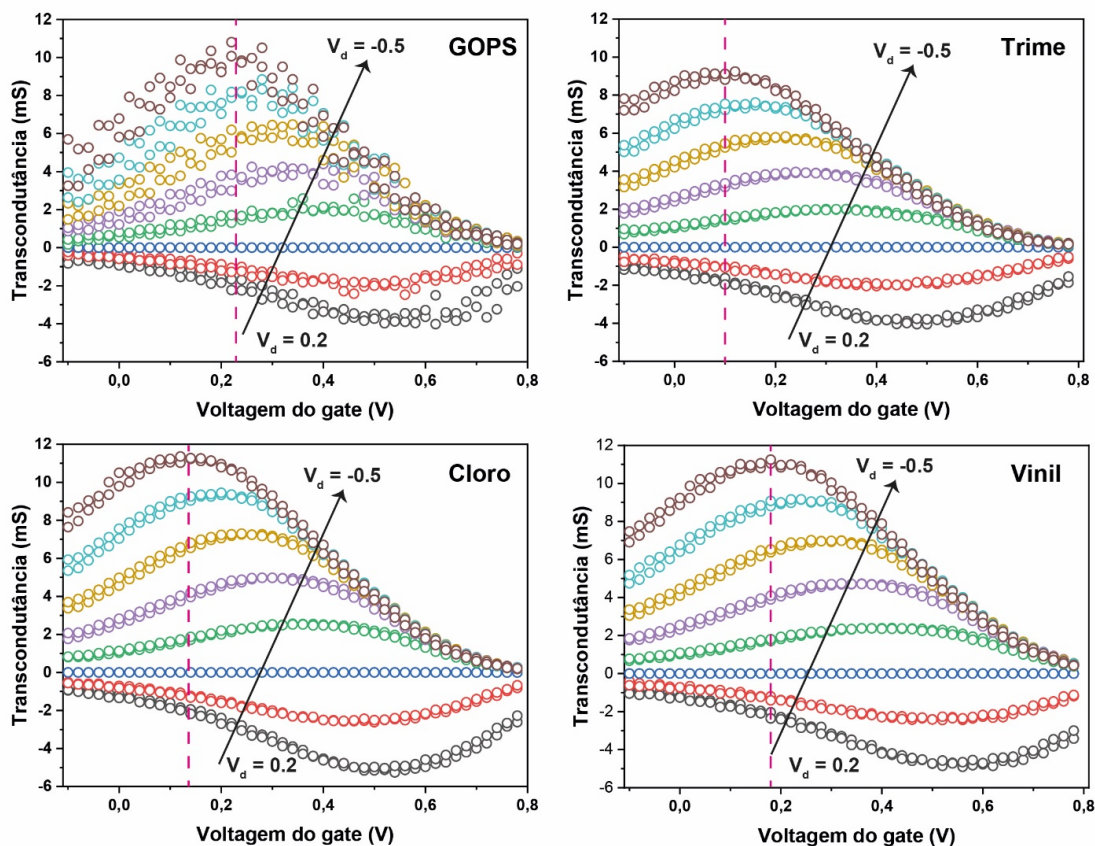 GOPS
V_d = -0.5
V_d = 0.2
Transcondutância (mS)
12
10
8
6
4
2
0
-2
-4
-6
0,0 0,2 0,4 0,6 0,8
Voltagem do gate (V)
Trime
V_d = -0.5
V_d = 0.2
Transcondutância (mS)
12
10
8
6
4
2
0
-2
-4
-6
0,0 0,2 0,4 0,6 0,8
Voltagem do gate (V)
Cloro
V_d = -0.5
V_d = 0.2
Transcondutância (mS)
12
10
8
6
4
2
0
-2
-4
-6
0,0 0,2 0,4 0,6 0,8
Voltagem do gate (V)
Vinil
V_d = -0.5
V_d = 0.2
Transcondutância (mS)
12
10
8
6
4
2
0
-2
-4
-6
0,0 0,2 0,4 0,6 0,8
Voltagem do gate (V)